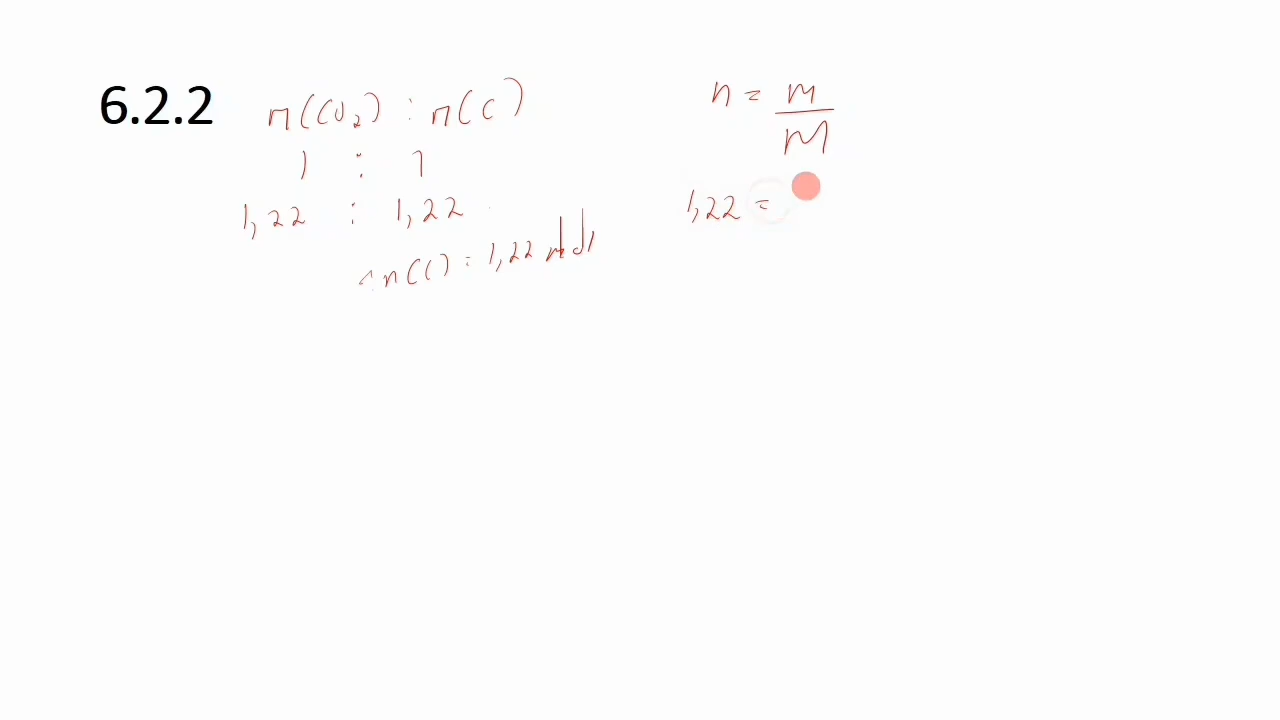 6.2.2 n(CO₂) : n(C)
1 : 1
1,22 : 1,22
∴ n(C) = 1,22 mol
n = m
M
1,22 =